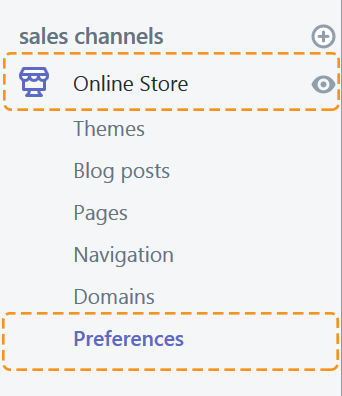 sales channels
Online Store
Themes
Blog posts
Pages
Navigation
Domains
Preferences